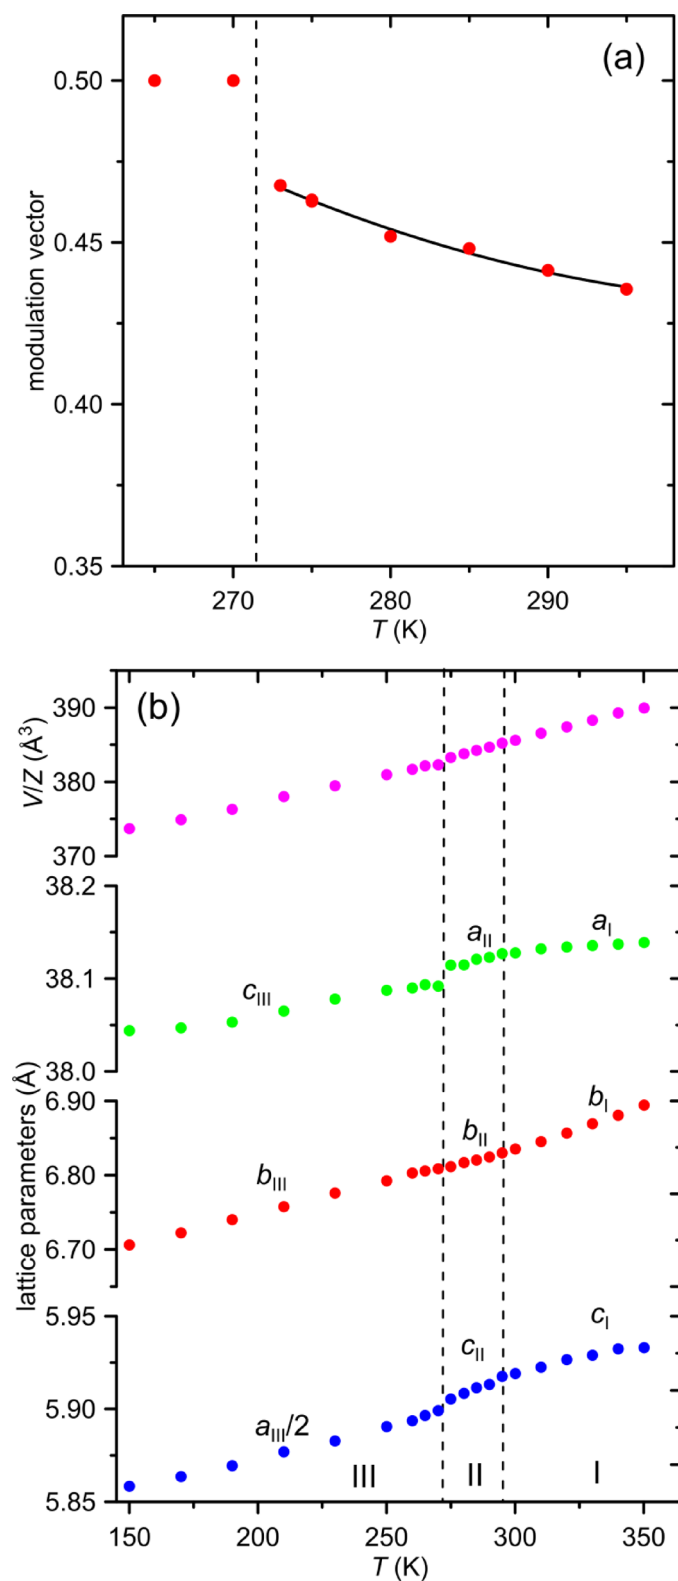 (a)
0.50
0.45
0.40
0.35
modulation vector
270 280 290
T (K)
(b)
390
380
370
V/Z (Å³)
38.2
38.1
38.0
a_II
a_I
c_III
6.90
6.80
6.70
b_I
b_II
b_III
lattice parameters (Å)
5.95
5.90
5.85
c_I
c_II
a_III/2
III II I
150 200 250 300 350
T (K)